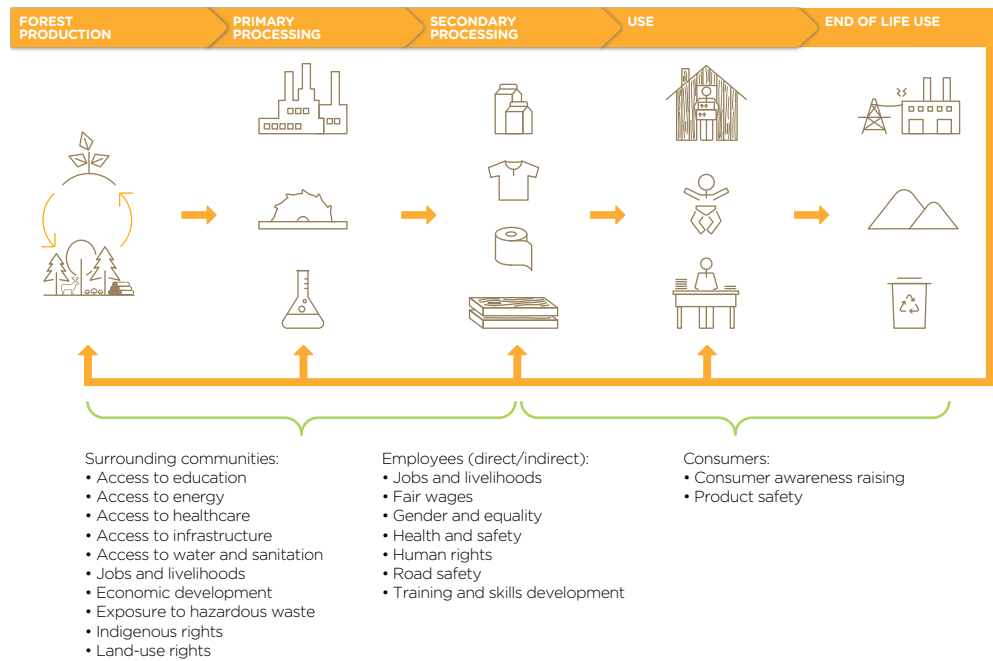 FOREST
PRODUCTION
PRIMARY
PROCESSING
SECONDARY
PROCESSING
USE
END OF LIFE USE
Surrounding communities:
• Access to education
• Access to energy
• Access to healthcare
• Access to infrastructure
• Access to water and sanitation
• Jobs and livelihoods
• Economic development
• Exposure to hazardous waste
• Indigenous rights
• Land-use rights
Employees (direct/indirect):
• Jobs and livelihoods
• Fair wages
• Gender and equality
• Health and safety
• Human rights
• Road safety
• Training and skills development
Consumers:
• Consumer awareness raising
• Product safety